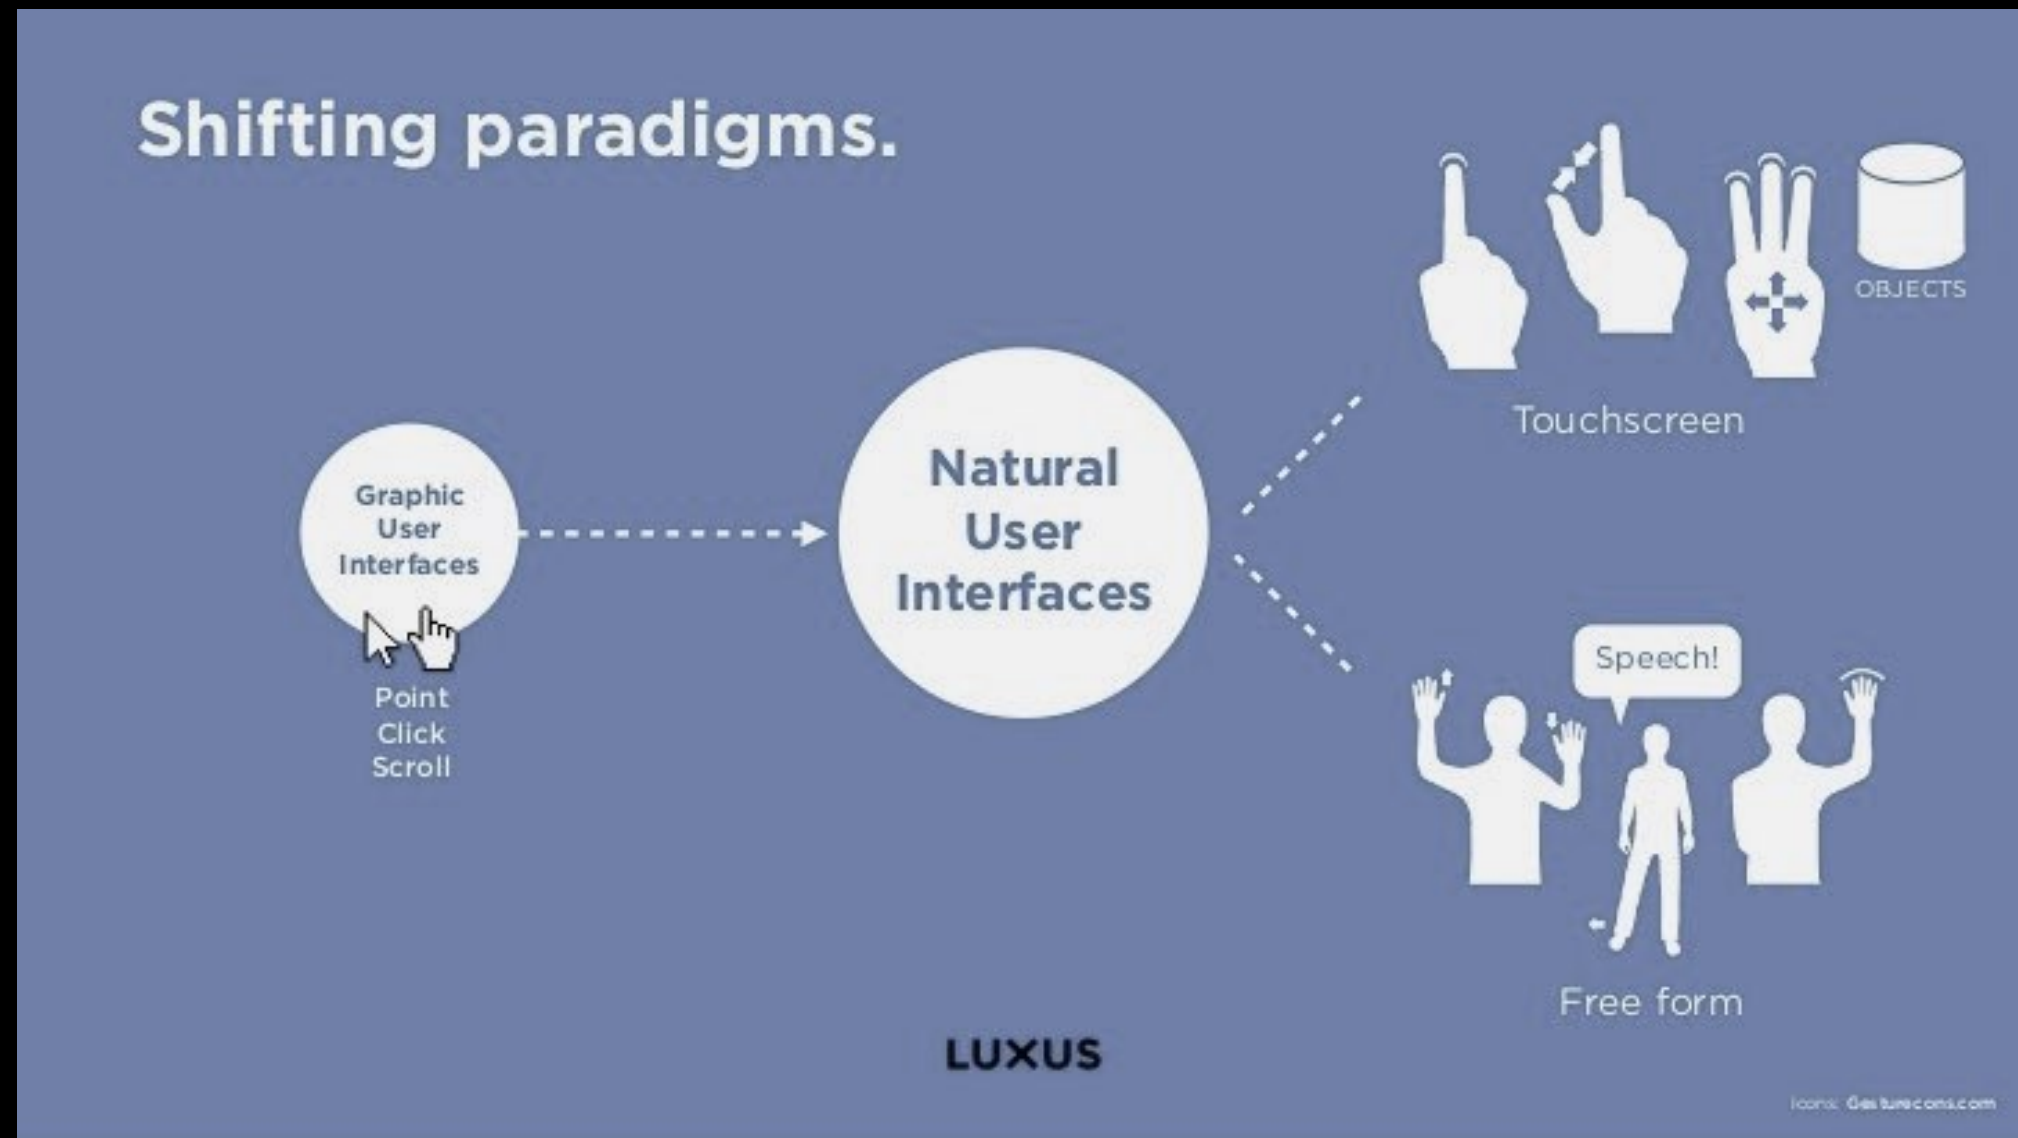 Shifting paradigms.
Graphic
User
Interfaces
Point
Click
Scroll
Natural
User
Interfaces
OBJECTS
Touchscreen
Speech!
Free form
LUXUS
Icons: Gesturecons.com